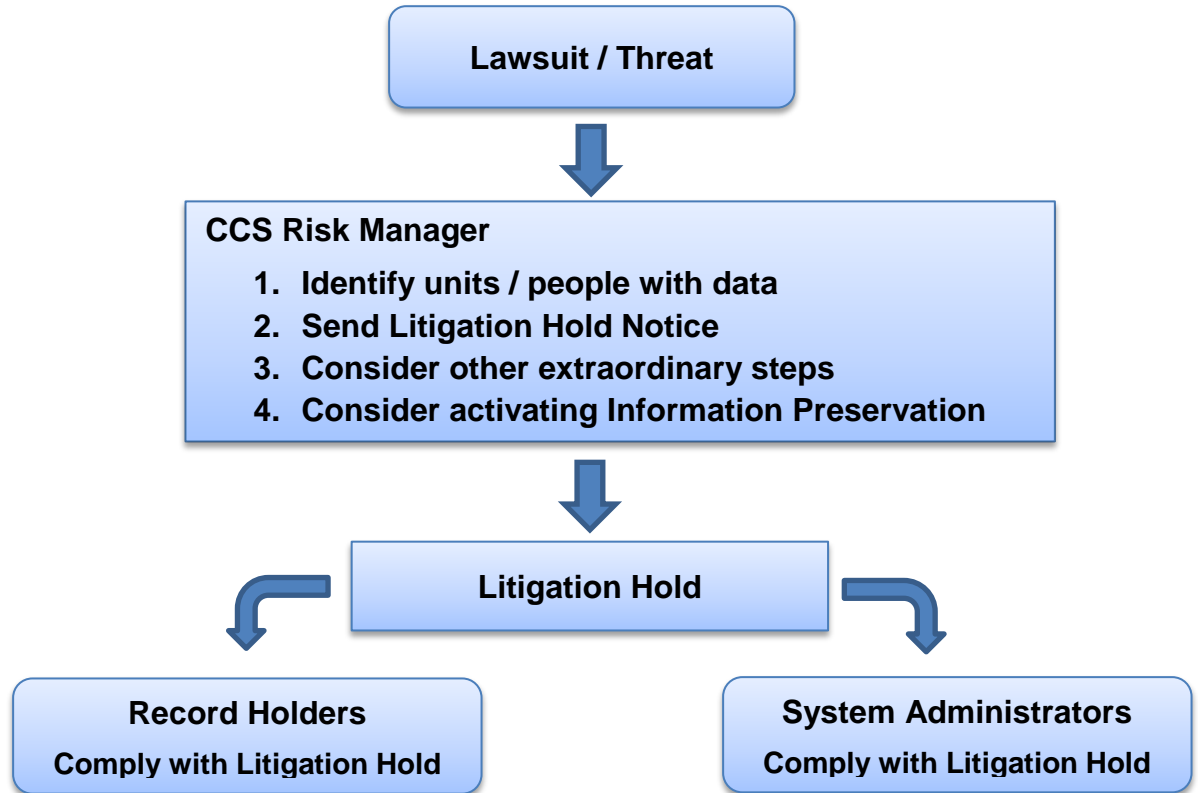 Lawsuit / Threat
CCS Risk Manager
1. Identify units / people with data
2. Send Litigation Hold Notice
3. Consider other extraordinary steps
4. Consider activating Information Preservation
Litigation Hold
Record Holders
Comply with Litigation Hold
System Administrators
Comply with Litigation Hold